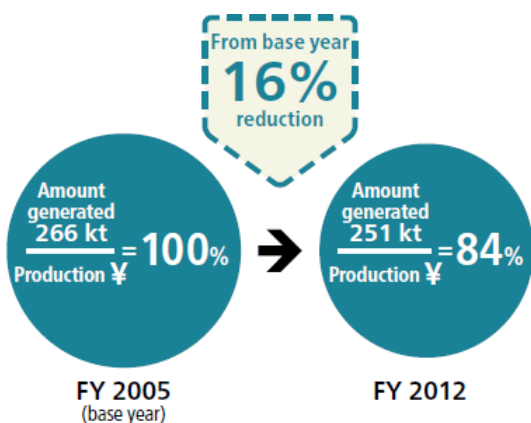 From base year
16%
reduction
Amount
generated
266 kt
Production ¥
=100%
Amount
generated
251 kt
Production ¥
=84%
FY 2005
(base year)
FY 2012